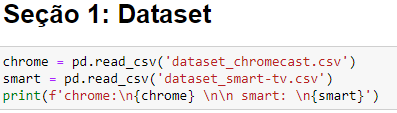 Seção 1: Dataset
chrome = pd.read_csv('dataset_chromecast.csv')
smart = pd.read_csv('dataset_smart-tv.csv')
print(f'chrome:\n{chrome} \n\n smart: \n{smart}')